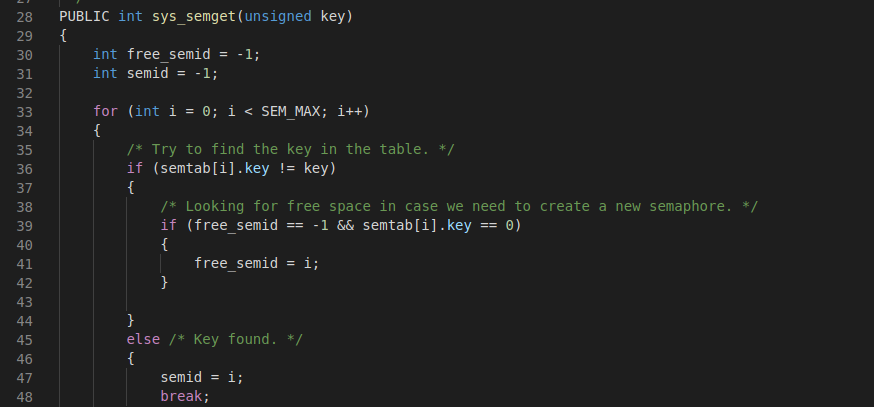 27
28 PUBLIC int sys_semget(unsigned key)
29 {
30 int free_semid = -1;
31 int semid = -1;
32
33 for (int i = 0; i < SEM_MAX; i++)
34 {
35 /* Try to find the key in the table. */
36 if (semtab[i].key != key)
37 {
38 /* Looking for free space in case we need to create a new semaphore. */
39 if (free_semid == -1 && semtab[i].key == 0)
40 {
41 free_semid = i;
42 }
43
44 }
45 else /* Key found. */
46 {
47 semid = i;
48 break;